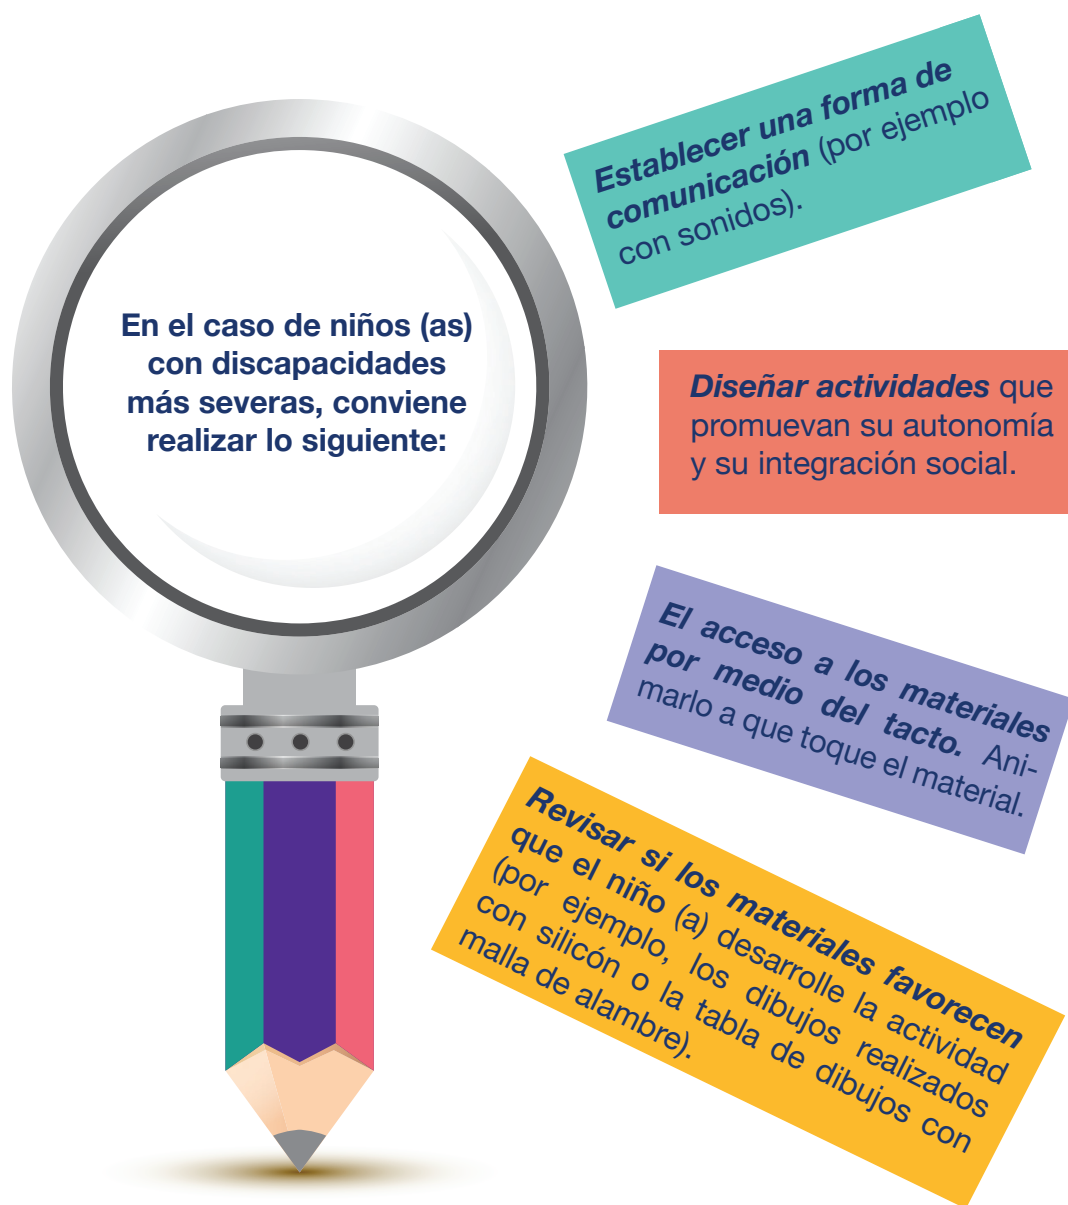 En el caso de niños (as)
con discapacidades
más severas, conviene
realizar lo siguiente:
Establecer una forma de
comunicación (por ejemplo
con sonidos).
Diseñar actividades que
promuevan su autonomía
y su integración social.
El acceso a los materiales
por medio del tacto. Ani-
marlo a que toque el material.
Revisar si los materiales favorecen
que el niño (a) desarrolle la actividad
(por ejemplo, los dibujos realizados
con silicón o la tabla de dibujos con
malla de alambre).